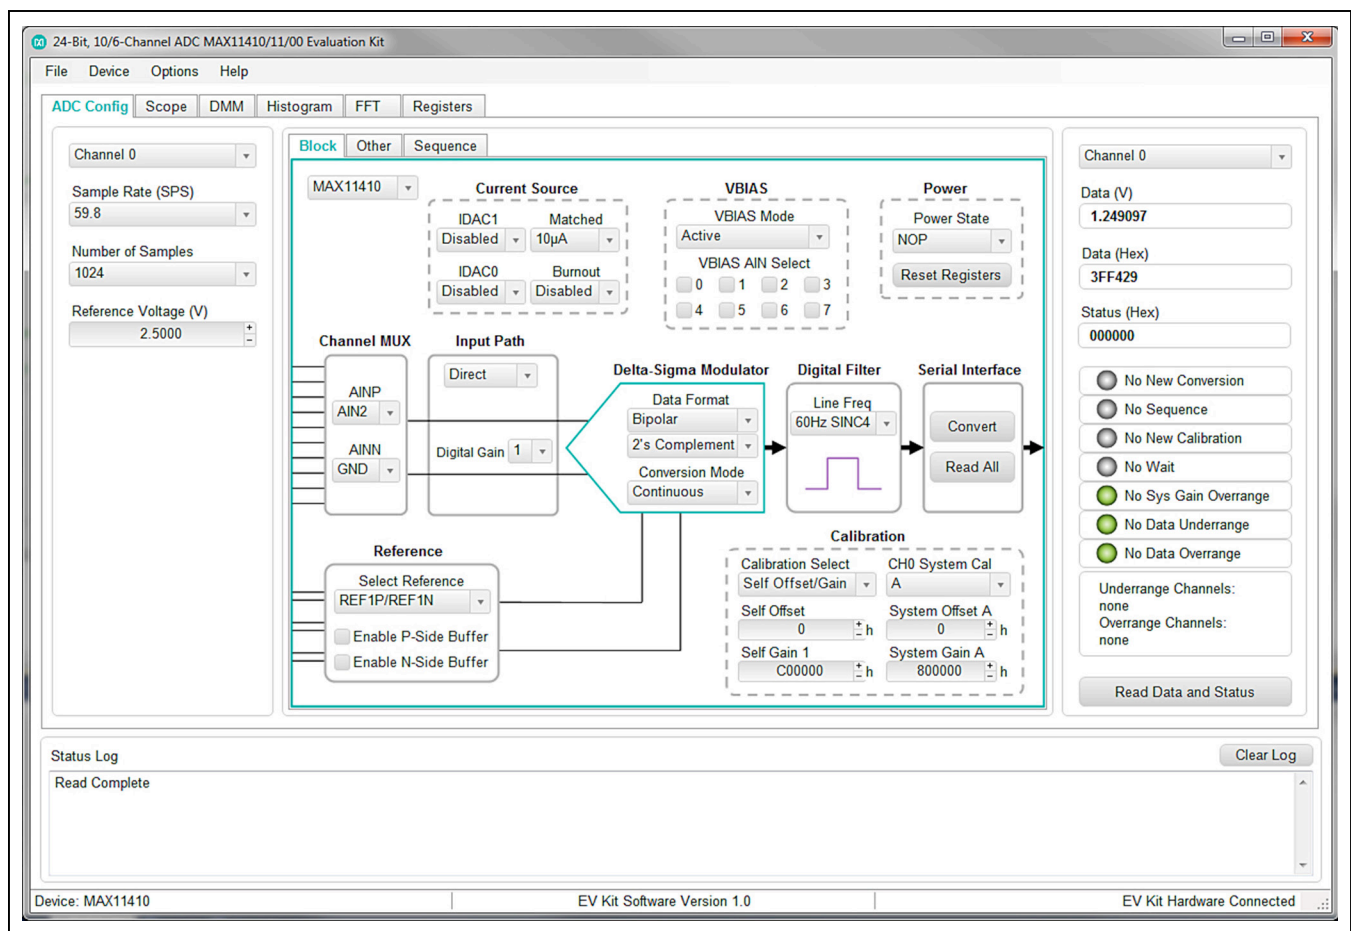 24-Bit, 10/6-Channel ADC MAX11410/11/00 Evaluation Kit
File Device Options Help
ADC Config Scope DMM Histogram FFT Registers
Channel 0
Sample Rate (SPS)
59.8
Number of Samples
1024
Reference Voltage (V)
2.5000
Block Other Sequence
MAX11410
Current Source
IDAC1 Matched
Disabled 10µA
IDAC0 Burnout
Disabled Disabled
VBIAS
VBIAS Mode
Active
VBIAS AIN Select
0 1 2 3
4 5 6 7
Power
Power State
NOP
Reset Registers
Channel MUX
AINP
AIN2
AINN
GND
Input Path
Direct
Digital Gain 1
Delta-Sigma Modulator
Data Format
Bipolar
2's Complement
Conversion Mode
Continuous
Digital Filter
Line Freq
60Hz SINC4
Serial Interface
Convert
Read All
Reference
Select Reference
REF1P/REF1N
Enable P-Side Buffer
Enable N-Side Buffer
Calibration
Calibration Select CH0 System Cal
Self Offset/Gain A
Self Offset System Offset A
0 h 0 h
Self Gain 1 System Gain A
C00000 h 800000 h
Channel 0
Data (V)
1.249097
Data (Hex)
3FF429
Status (Hex)
000000
No New Conversion
No Sequence
No New Calibration
No Wait
No Sys Gain Overrange
No Data Underrange
No Data Overrange
Underrange Channels:
none
Overrange Channels:
none
Read Data and Status
Status Log
Clear Log
Read Complete
Device: MAX11410 EV Kit Software Version 1.0 EV Kit Hardware Connected